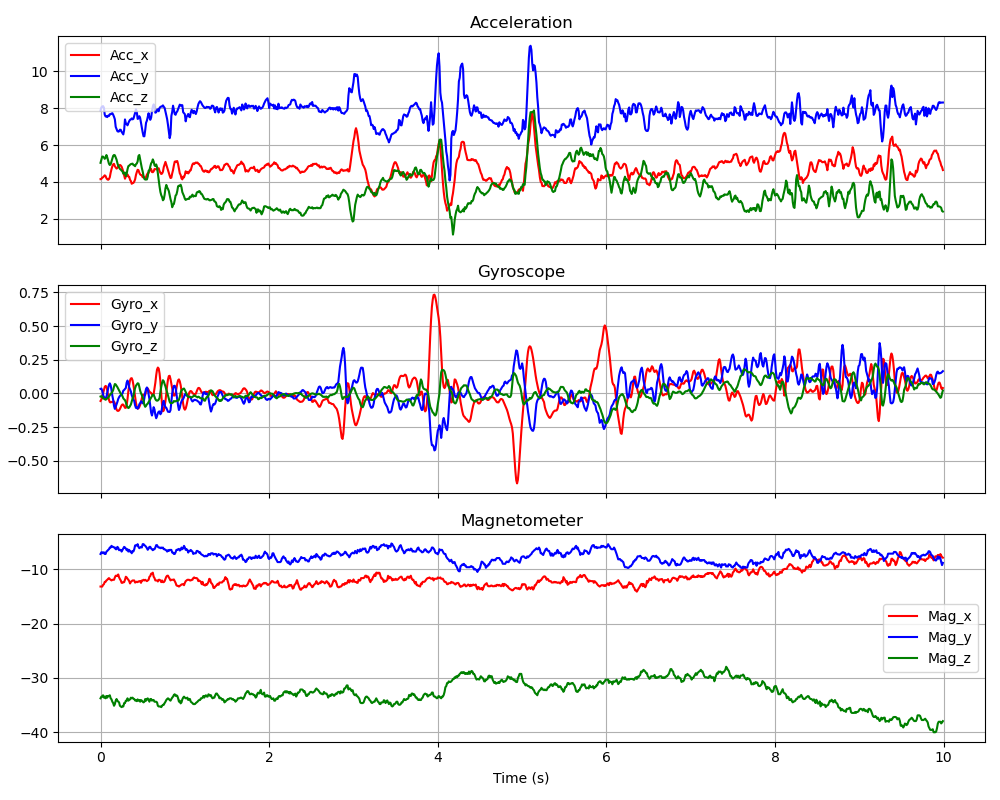 Acceleration
Acc_x
Acc_y
Acc_z
10
8
6
4
2
Gyroscope
Gyro_x
Gyro_y
Gyro_z
0.75
0.50
0.25
0.00
−0.25
−0.50
Magnetometer
Mag_x
Mag_y
Mag_z
−10
−20
−30
−40
0 2 4 6 8 10
Time (s)